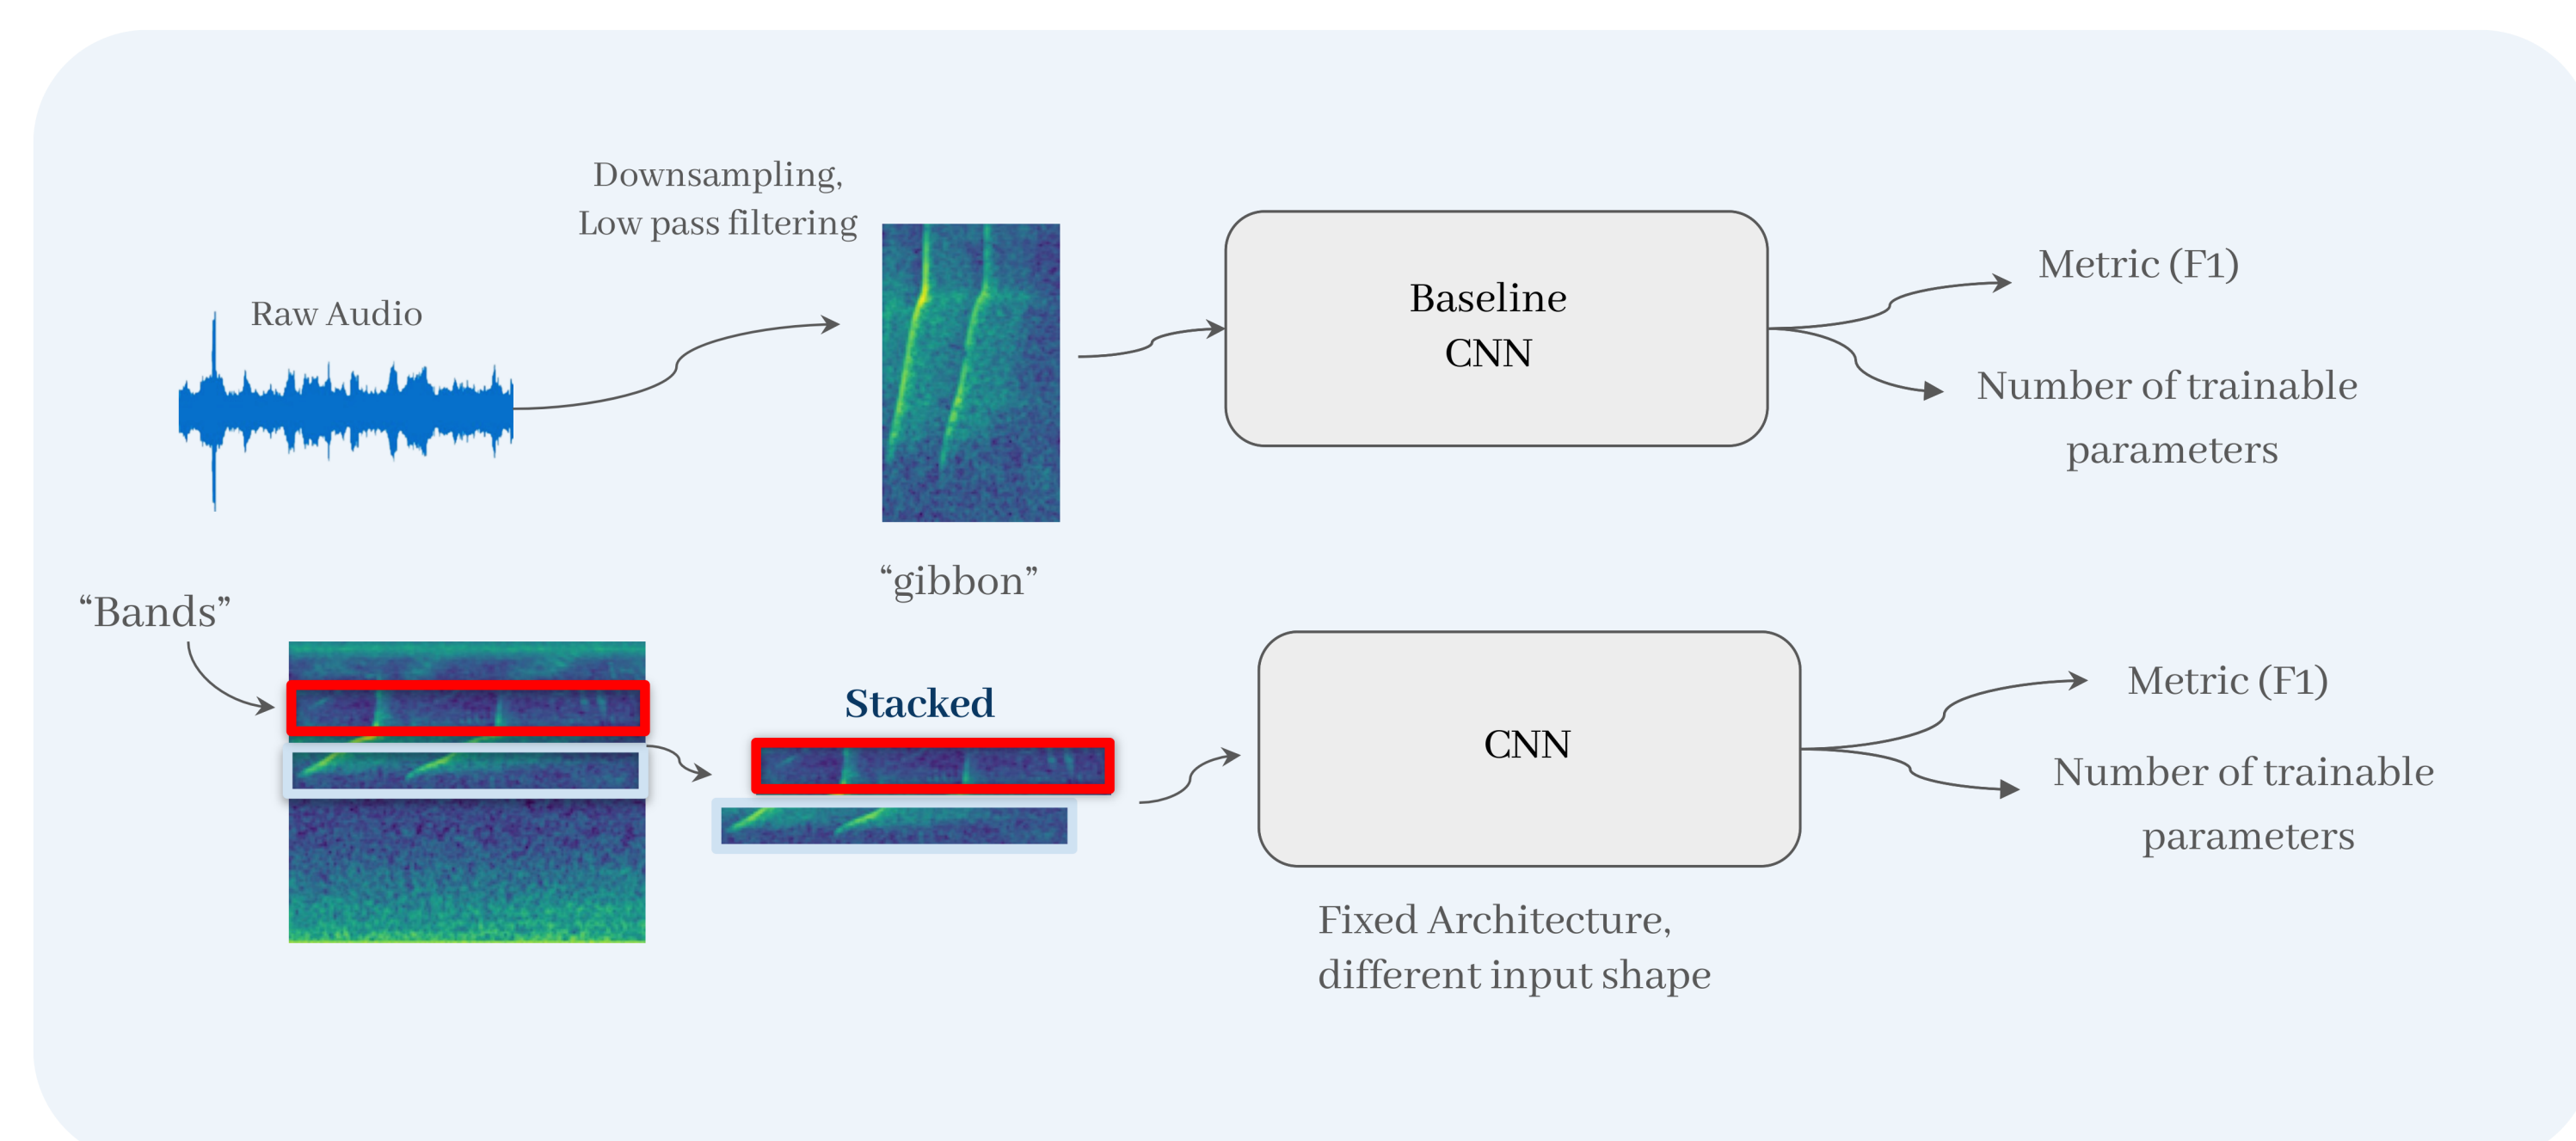 Downsampling,
Low pass filtering
Raw Audio
“gibbon”
Baseline
CNN
Metric (F1)
Number of trainable
parameters
“Bands”
Stacked
CNN
Fixed Architecture,
different input shape
Metric (F1)
Number of trainable
parameters